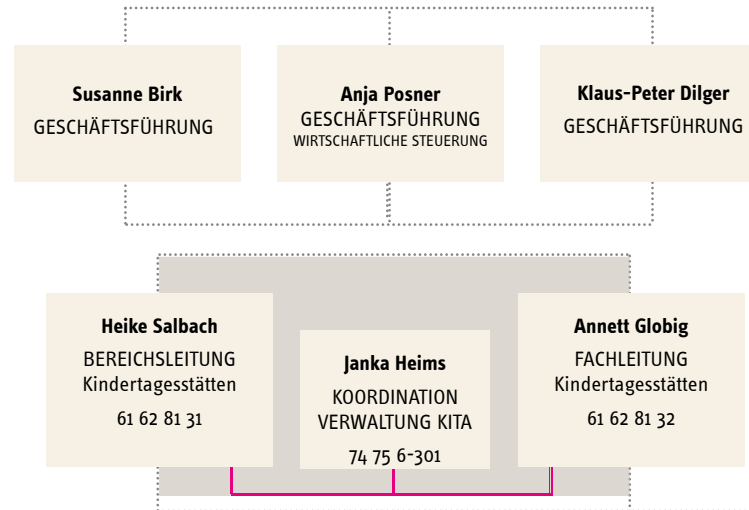 Susanne Birk
GESCHÄFTSFÜHRUNG
Anja Posner
GESCHÄFTSFÜHRUNG
WIRTSCHAFTLICHE STEUERUNG
Klaus-Peter Dilger
GESCHÄFTSFÜHRUNG
Heike Salbach
BEREICHSLEITUNG
Kindertagesstätten
61 62 81 31
Janka Heims
KOORDINATION
VERWALTUNG KITA
74 75 6-301
Annett Globig
FACHLEITUNG
Kindertagesstätten
61 62 81 32